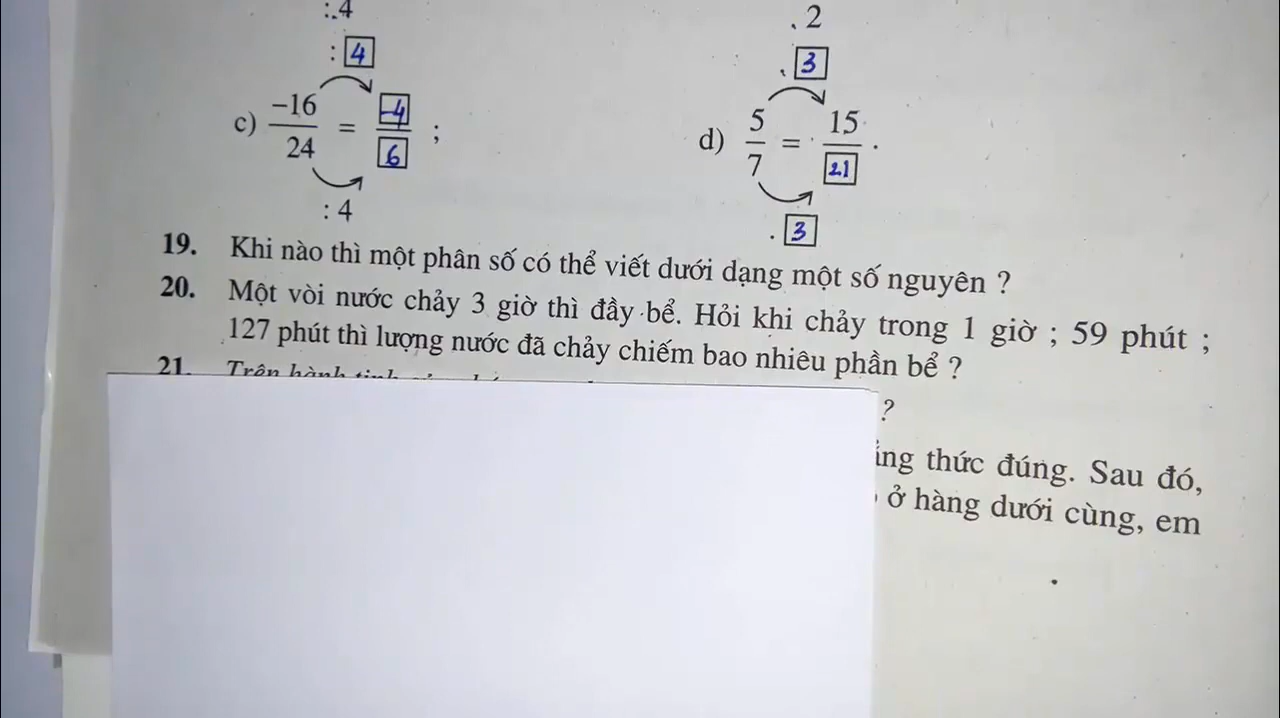 :.4 . 2
: 4 . 3
c) -16/24 = -4/6 ; d) 5/7 = 15/21 .
: 4 . 3
19. Khi nào thì một phân số có thể viết dưới dạng một số nguyên ?
20. Một vòi nước chảy 3 giờ thì đầy bể. Hỏi khi chảy trong 1 giờ ; 59 phút ;
127 phút thì lượng nước đã chảy chiếm bao nhiêu phần bể ?
21. Trên hành
?
thức đúng. Sau đó,
ở hàng dưới cùng, em